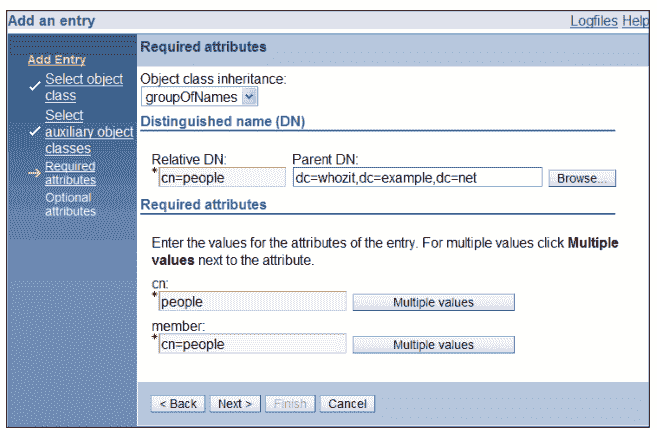 Add an entry
Logfiles Help
Add Entry
Select object
class
Select
auxiliary object
classes
Required
attributes
Optional
attributes
Required attributes
Object class inheritance:
groupOfNames
Distinguished name (DN)
Relative DN: Parent DN:
*cn=people dc=whozit,dc=example,dc=net Browse...
Required attributes
Enter the values for the attributes of the entry. For multiple values click Multiple
values next to the attribute.
cn:
*people Multiple values
member:
*cn=people Multiple values
< Back Next > Finish Cancel